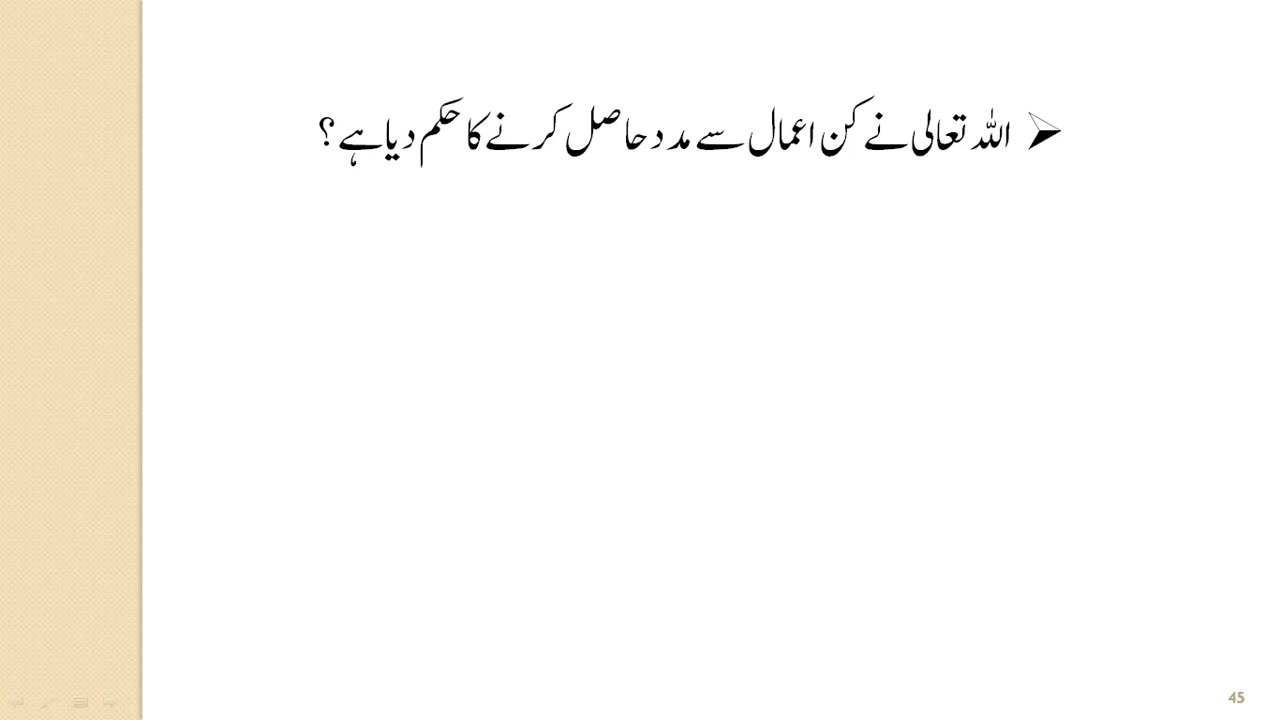 اللہ تعالی نے کن اعمال سے مدد حاصل کرنے کا حکم دیا ہے ؟
45